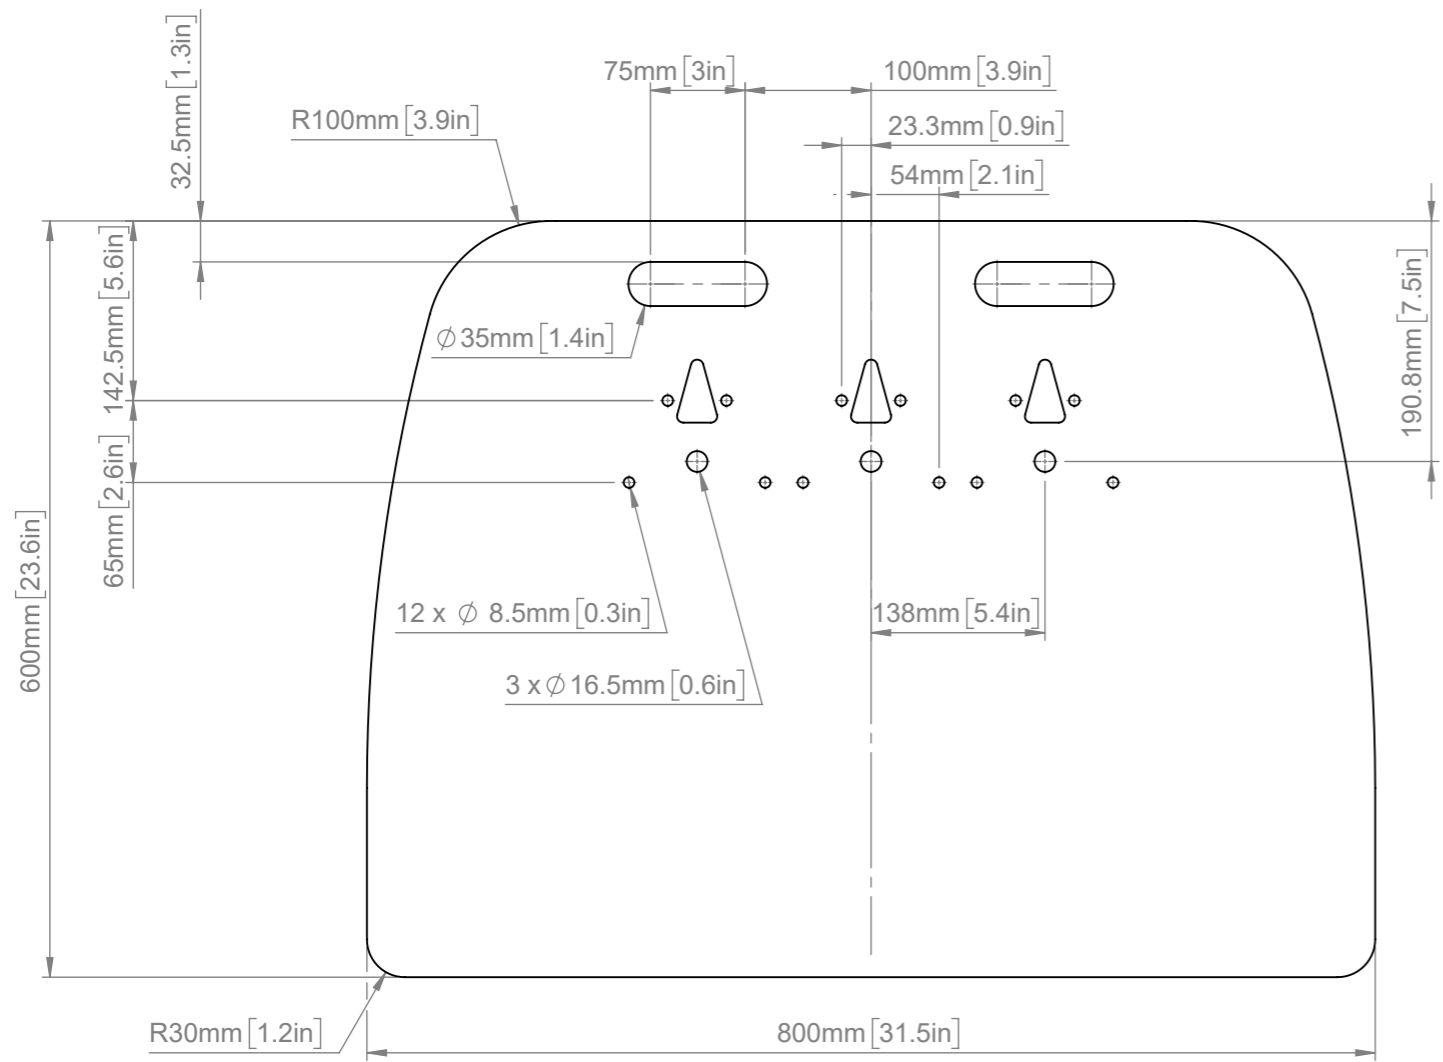 32.5mm[1.3in]
75mm[3in]
100mm[3.9in]
R100mm[3.9in]
23.3mm[0.9in]
54mm[2.1in]
142.5mm[5.6in]
190.8mm[7.5in]
∅35mm[1.4in]
65mm[2.6in]
600mm[23.6in]
12 x ∅ 8.5mm[0.3in]
138mm[5.4in]
3 x∅16.5mm[0.6in]
R30mm[1.2in]
800mm[31.5in]